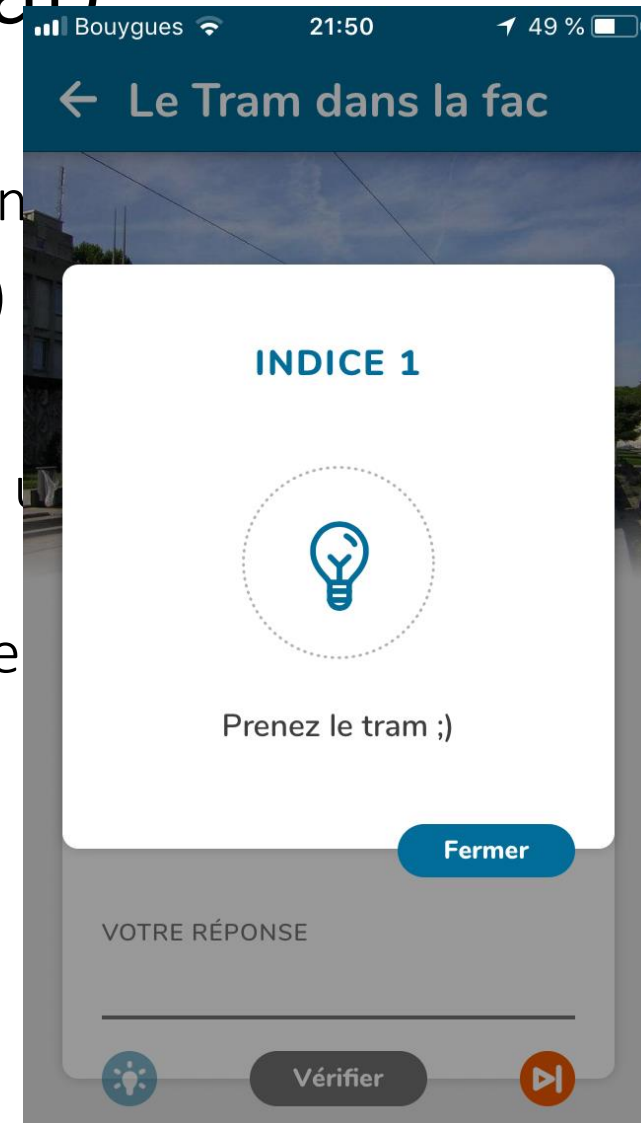 Bouygues 21:50 49 %
Le Tram dans la fac
INDICE 1
Prenez le tram ;)
Fermer
VOTRE RÉPONSE
Vérifier